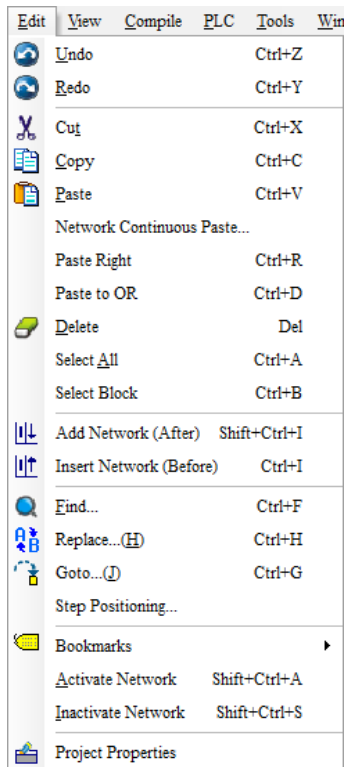 Edit View Compile PLC Tools
Undo Ctrl+Z
Redo Ctrl+Y
Cut Ctrl+X
Copy Ctrl+C
Paste Ctrl+V
Network Continuous Paste...
Paste Right Ctrl+R
Paste to OR Ctrl+D
Delete Del
Select All Ctrl+A
Select Block Ctrl+B
Add Network (After) Shift+Ctrl+I
Insert Network (Before) Ctrl+I
Find... Ctrl+F
Replace...(H) Ctrl+H
Goto...(J) Ctrl+G
Step Positioning...
Bookmarks
Activate Network Shift+Ctrl+A
Inactivate Network Shift+Ctrl+S
Project Properties